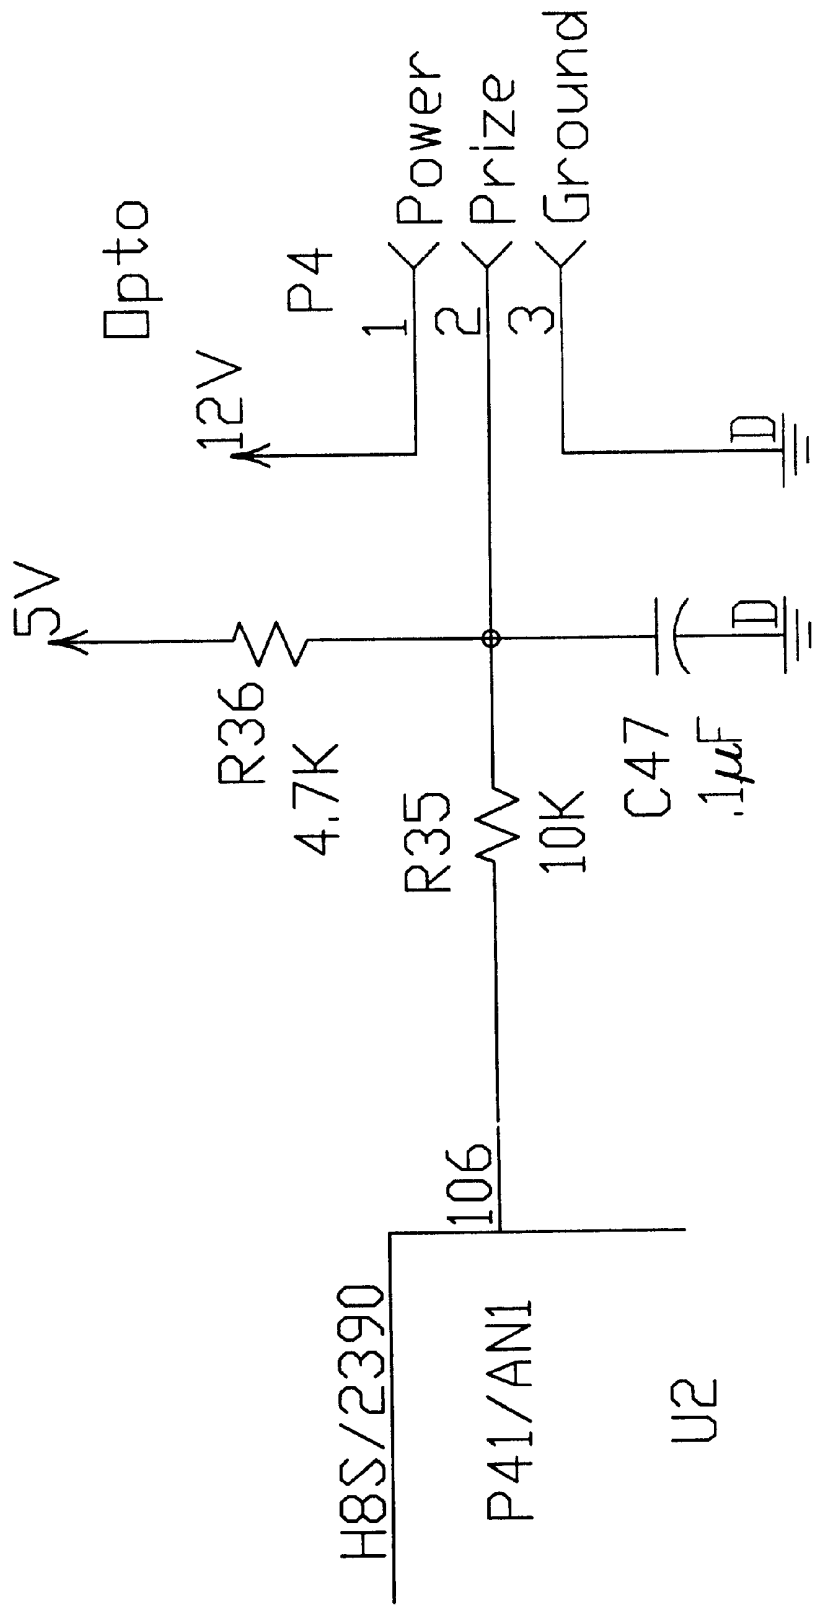 5V
12V
Opto
R36
4.7K
P4
H8S/2390
1
Power
106
R35
2
Prize
P41/AN1
10K
3
Ground
C47
.1µF
D
D
U2